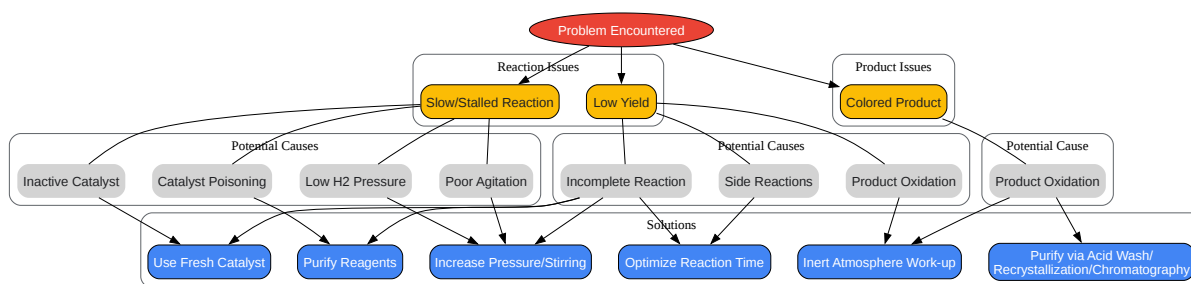 Problem Encountered
Reaction Issues
Product Issues
Slow/Stalled Reaction
Low Yield
Colored Product
Potential Causes
Potential Causes
Potential Cause
Inactive Catalyst
Catalyst Poisoning
Low H2 Pressure
Poor Agitation
Incomplete Reaction
Side Reactions
Product Oxidation
Product Oxidation
Solutions
Use Fresh Catalyst
Purify Reagents
Increase Pressure/Stirring
Optimize Reaction Time
Inert Atmosphere Work-up
Purify via Acid Wash/
Recrystallization/Chromatography